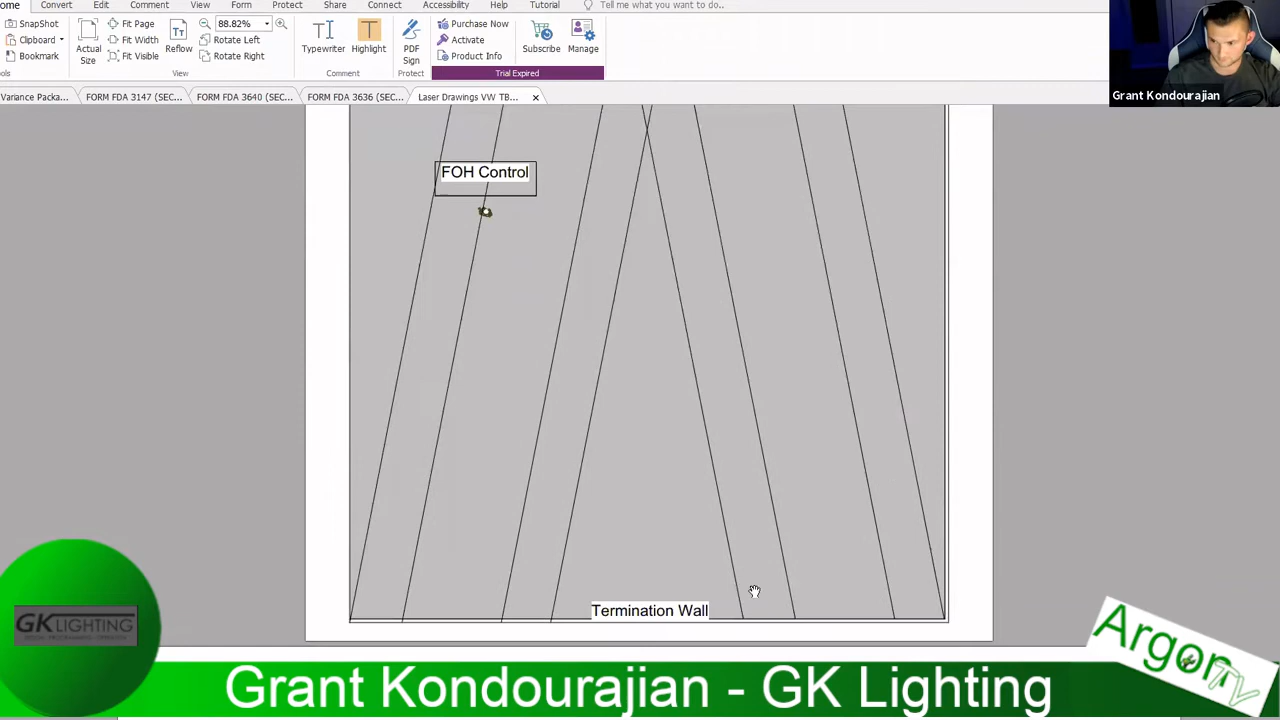 ome Convert Edit Comment View Form Protect Share Connect Accessibility Help Tutorial Tell me what you want to do..
SnapShot
Clipboard
Bookmark
ols
Actual Size
Fit Page
Fit Width
Fit Visible
Reflow
88.82%
Rotate Left
Rotate Right
View
Typewriter
Highlight
Comment
PDF Sign
Protect
Purchase Now
Activate
Product Info
Subscribe
Manage
Trial Expired
Variance Packa...
FORM FDA 3147 (SEC...
FORM FDA 3640 (SEC...
FORM FDA 3636 (SEC...
Laser Drawings VW TB...
Grant Kondourajian
FOH Control
Termination Wall
GK LIGHTING
Argon TV
Grant Kondourajian - GK Lighting